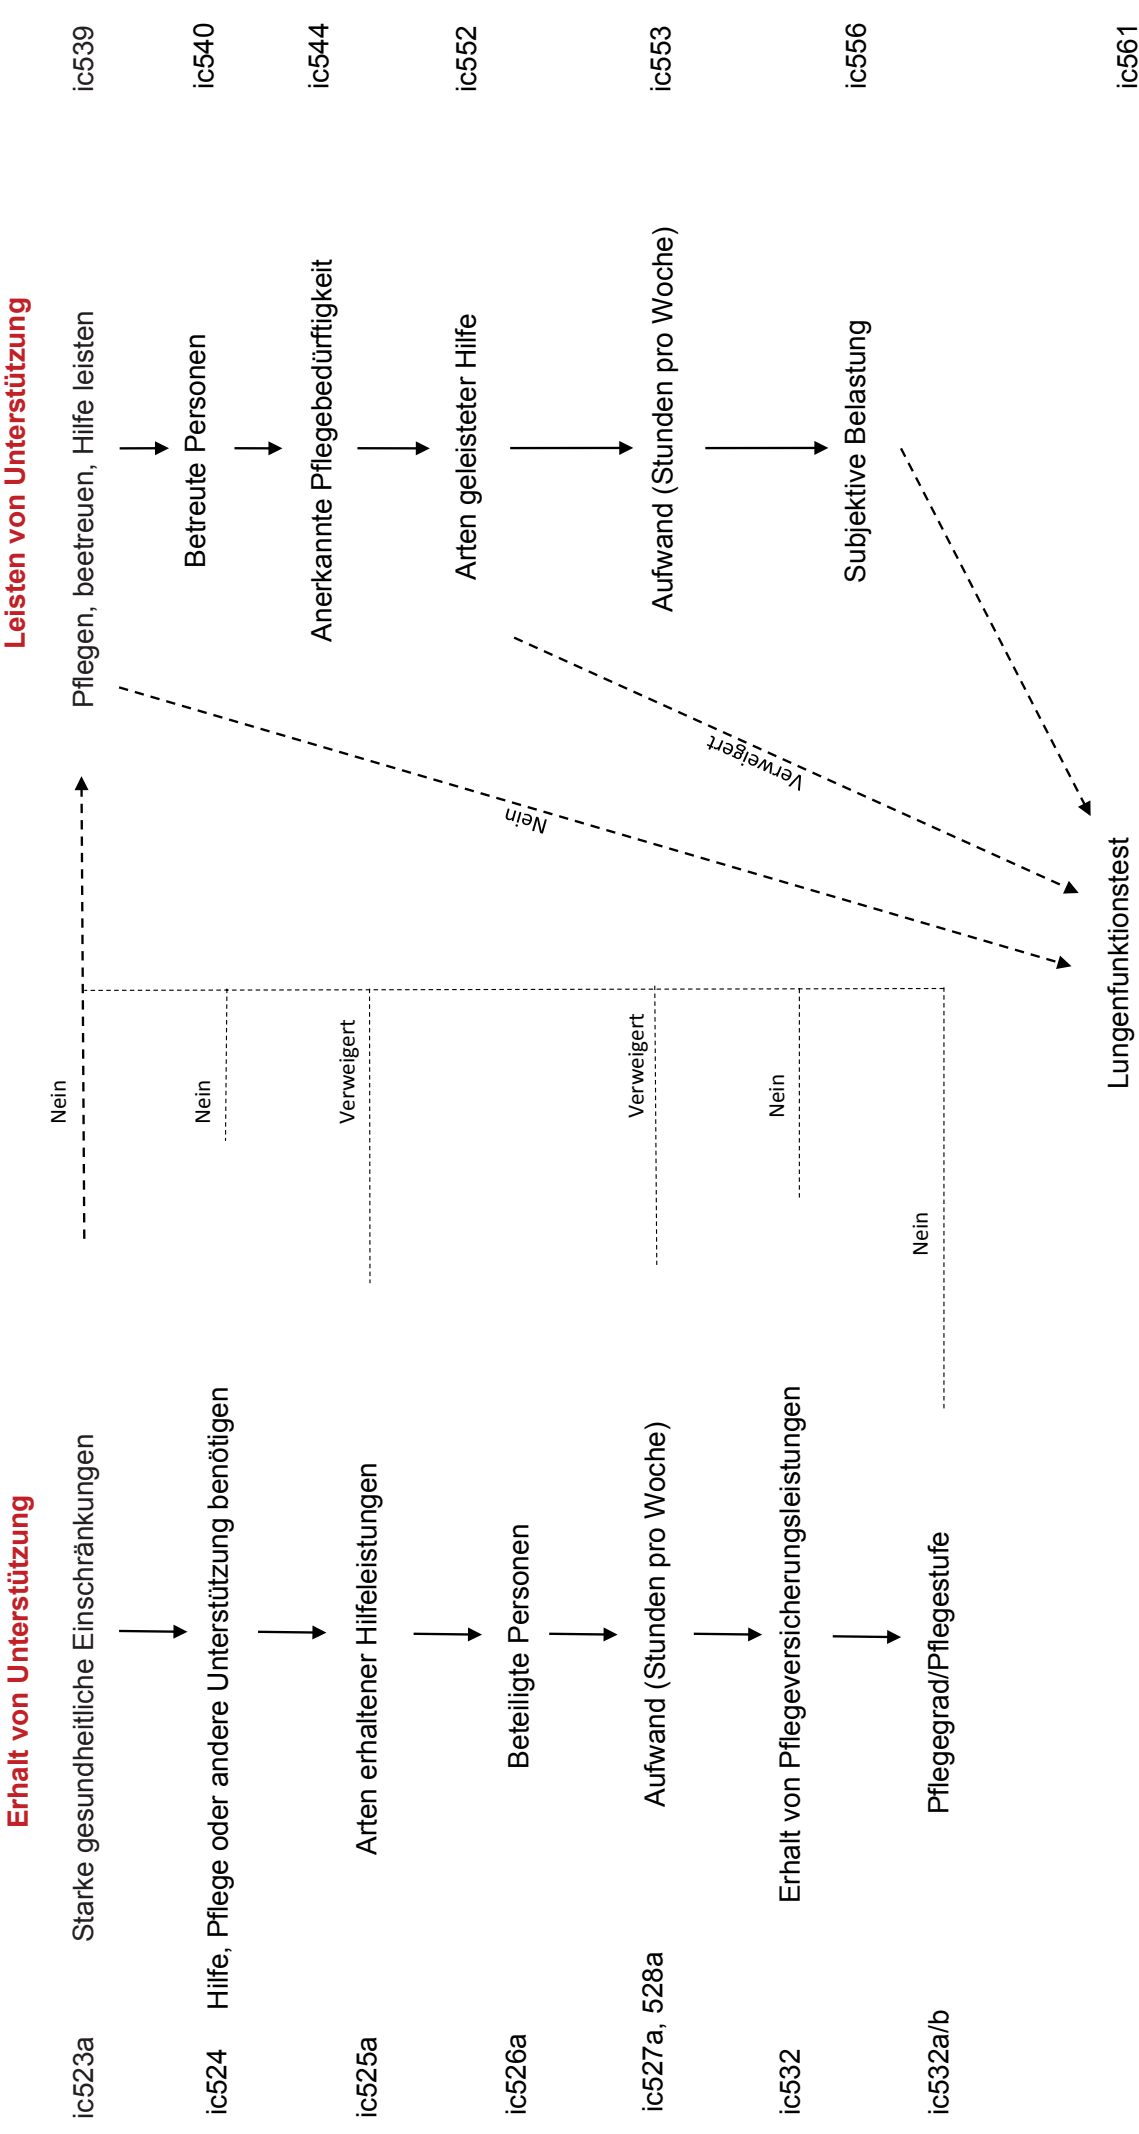 Erhalt von Unterstützung
Leisten von Unterstützung
ic523a
Starke gesundheitliche Einschränkungen
Nein
Pflegen, beetreuen, Hilfe leisten
ic539
ic524
Hilfe, Pflege oder andere Unterstützung benötigen
Nein
Betreute Personen
ic540
ic525a
Arten erhaltener Hilfeleistungen
Verweigert
Anerkannte Pflegebedürftigkeit
ic544
ic526a
Beteiligte Personen
Nein
Arten geleisteter Hilfe
ic552
ic527a, 528a
Aufwand (Stunden pro Woche)
Verweigert
Verweigert
Aufwand (Stunden pro Woche)
ic553
ic532
Erhalt von Pflegeversicherungsleistungen
Nein
Subjektive Belastung
ic556
ic532a/b
Pflegegrad/Pflegestufe
Nein
Lungenfunktionstest
ic561